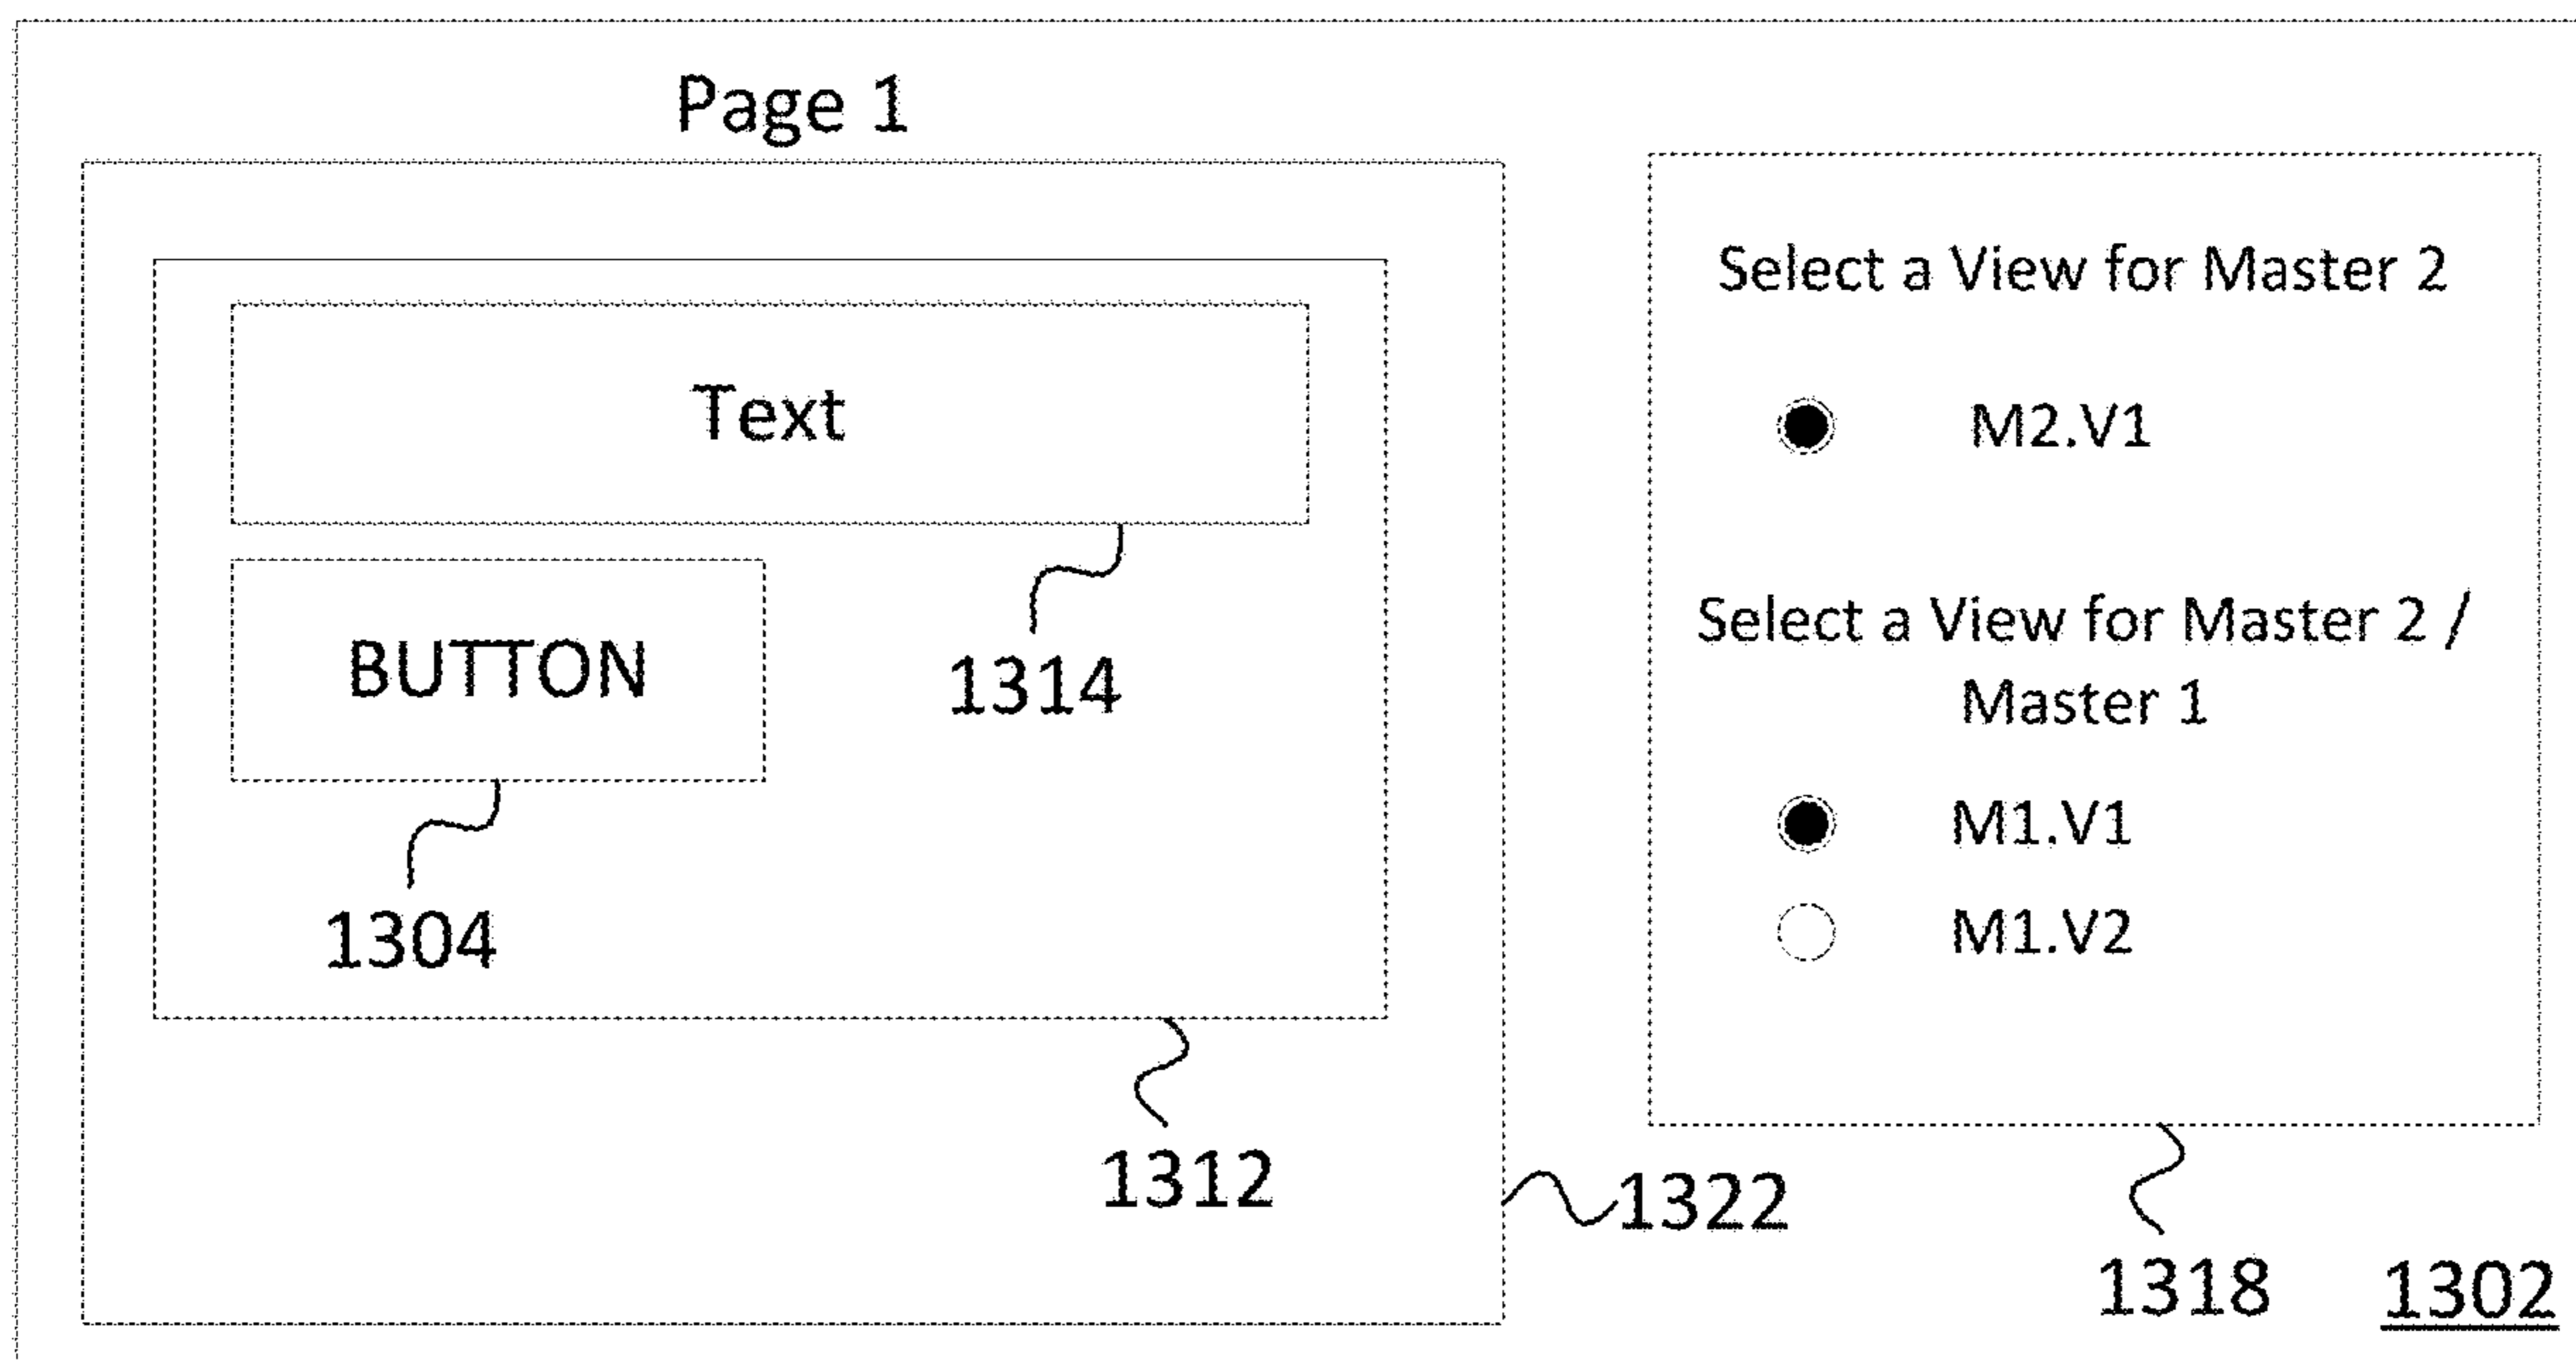 Page 1
Text
1314
BUTTON
1304
1312
1322
Select a View for Master 2
M2.V1
Select a View for Master 2 /
Master 1
M1.V1
M1.V2
1318
1302